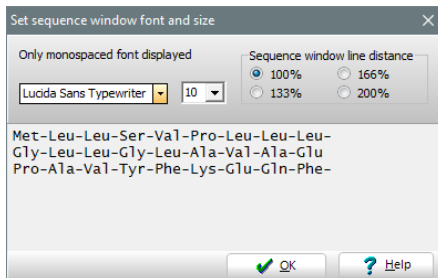 Set sequence window font and size
Only monospaced font displayed
Sequence window line distance
100%
166%
Lucida Sans Typewriter
10
133%
200%
Met-Leu-Leu-Ser-Val-Pro-Leu-Leu-Leu-
Gly-Leu-Leu-Gly-Leu-Ala-Val-Ala-Glu
Pro-Ala-Val-Tyr-Phe-Lys-Glu-Gln-Phe-
OK
Help